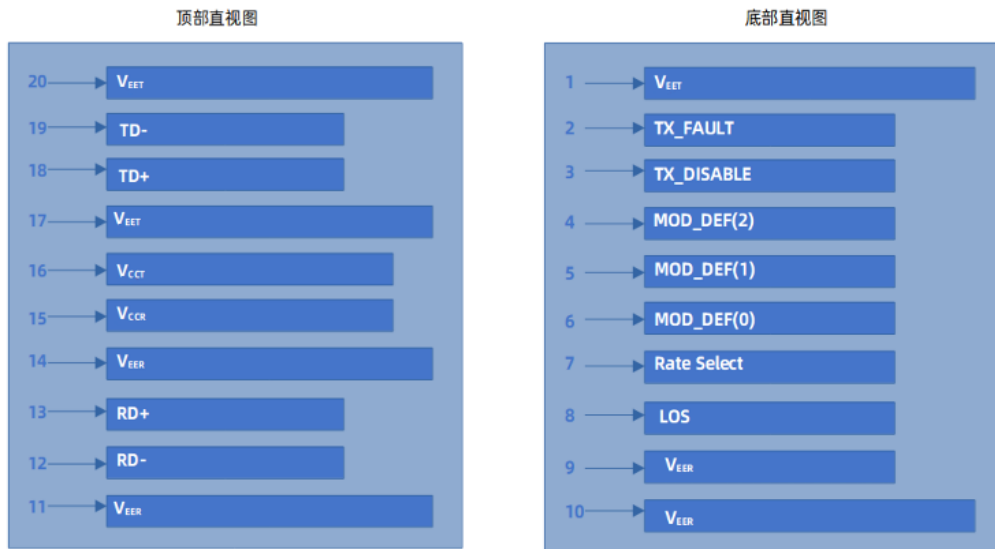 顶部直视图
20 VEET
19 TD-
18 TD+
17 VEET
16 VCCT
15 VCCR
14 VEER
13 RD+
12 RD-
11 VEER
底部直视图
1 VEET
2 TX_FAULT
3 TX_DISABLE
4 MOD_DEF(2)
5 MOD_DEF(1)
6 MOD_DEF(0)
7 Rate Select
8 LOS
9 VEER
10 VEER